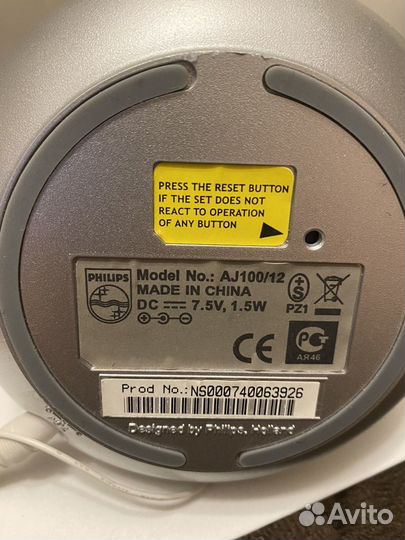 PRESS THE RESET BUTTON
IF THE SET DOES NOT
REACT TO OPERATION
OF ANY BUTTON
PHILIPS
Model No.: AJ100/12
MADE IN CHINA
DC 7.5V, 1.5W
S
PZ1
CE
РСТ
АЯ46
Prod No.: NS000740063926
Designed by Philips, Holland
Avito